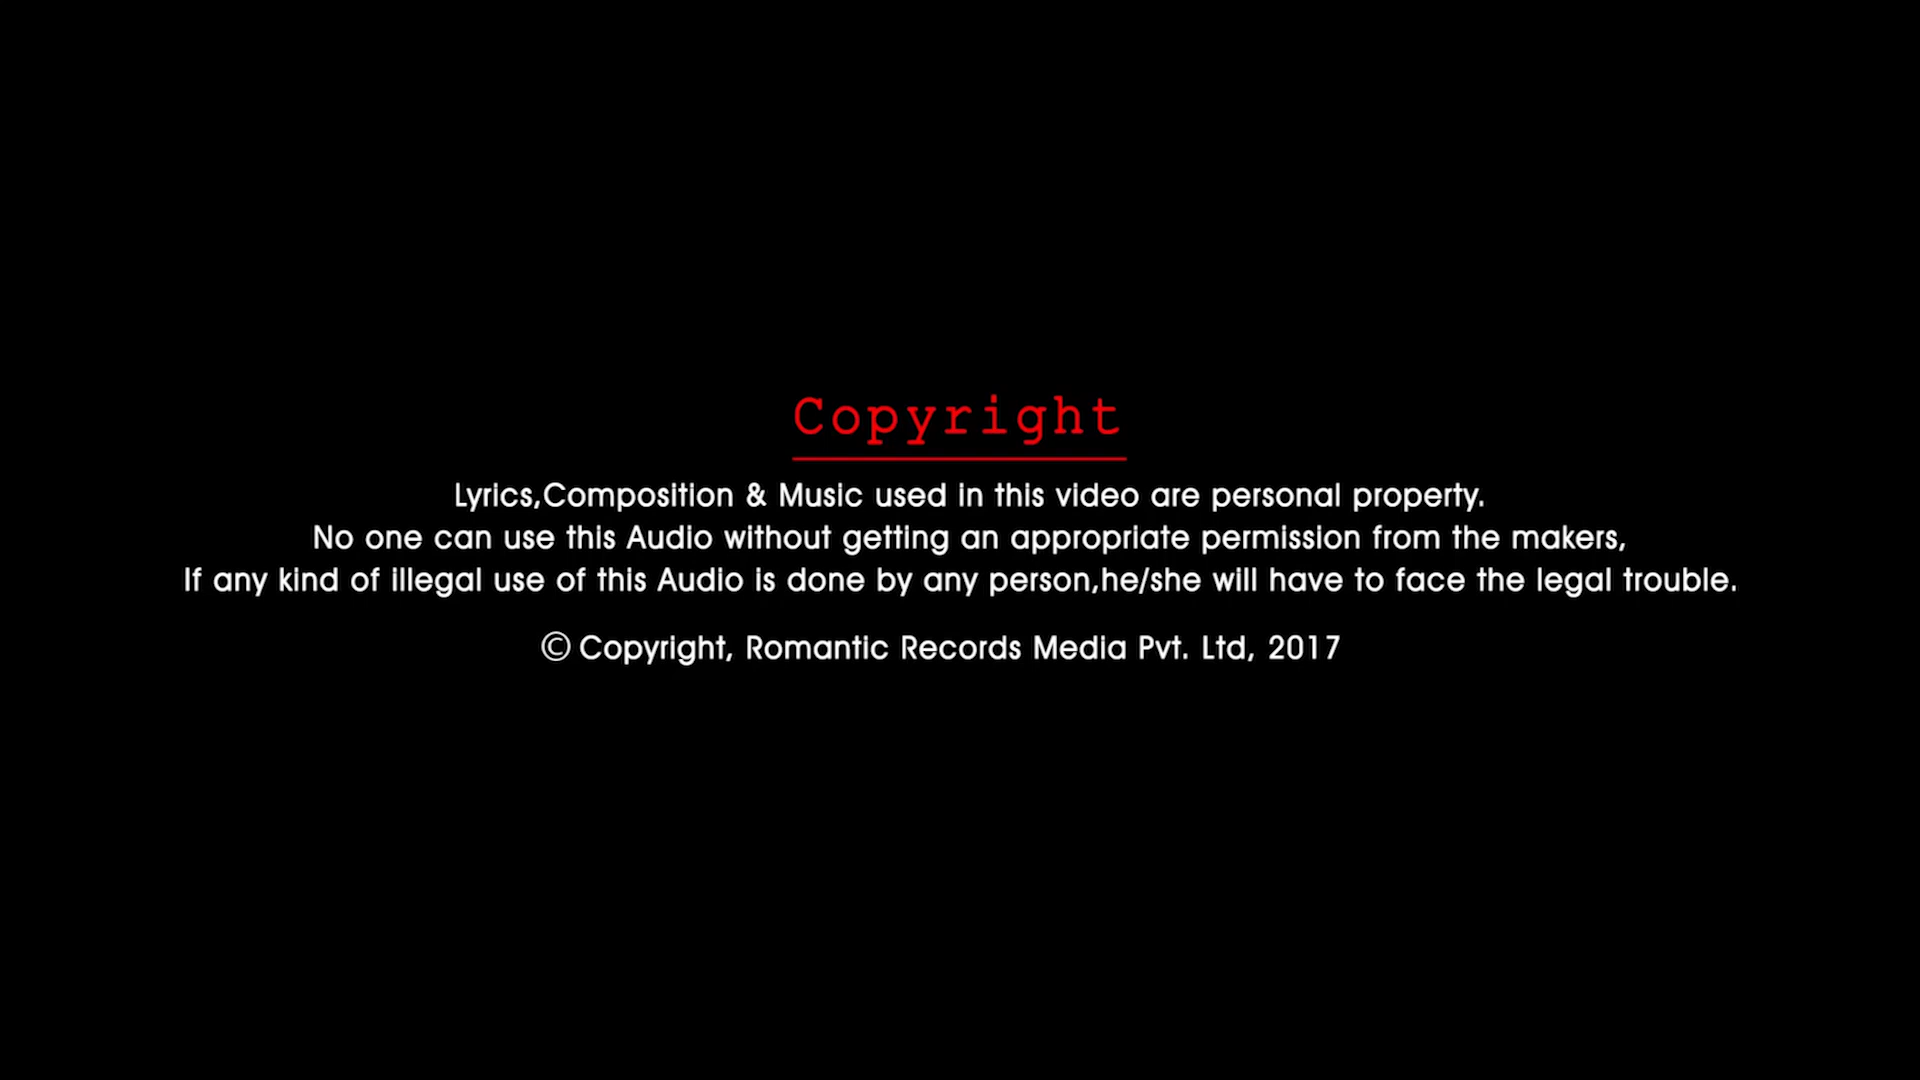 Copyright
Lyrics,Composition & Music used in this video are personal property.
No one can use this Audio without getting an appropriate permission from the makers,
If any kind of illegal use of this Audio is done by any person,he/she will have to face the legal trouble.
© Copyright, Romantic Records Media Pvt. Ltd, 2017